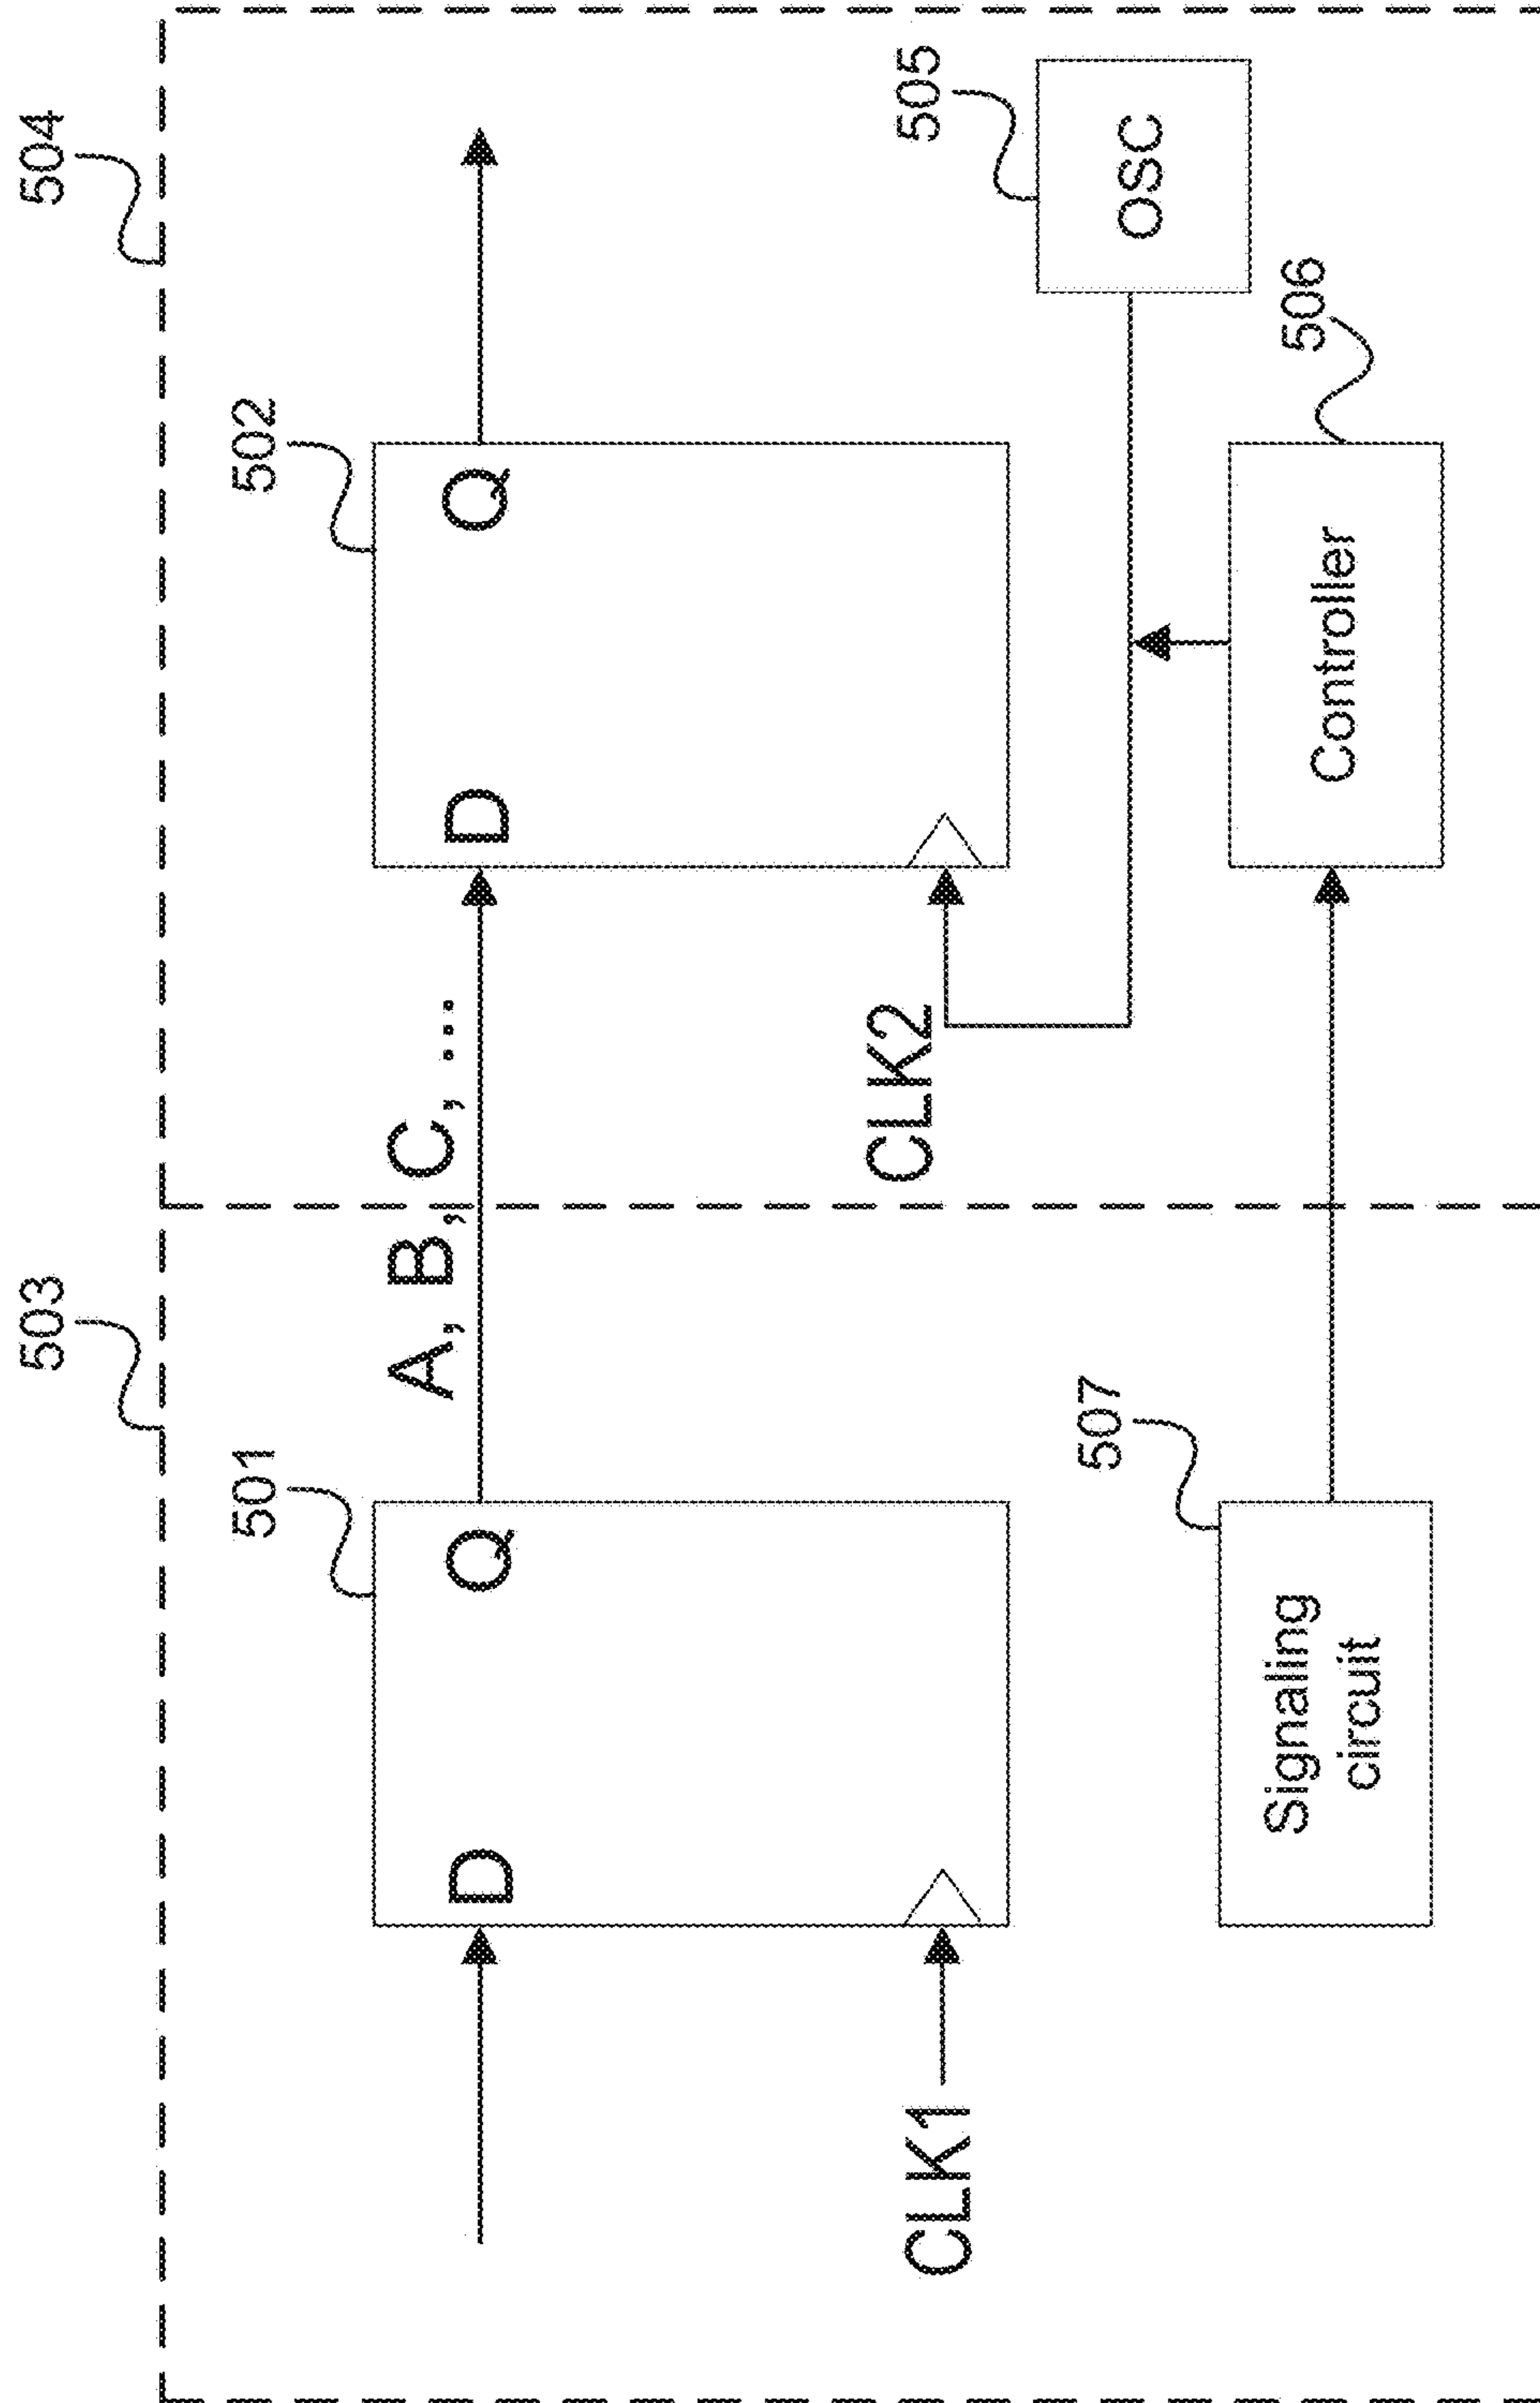 503
504
501
502
D
Q
A, B, C, ...
D
Q
CLK1
CLK2
505
OSC
507
Signaling
circuit
506
Controller